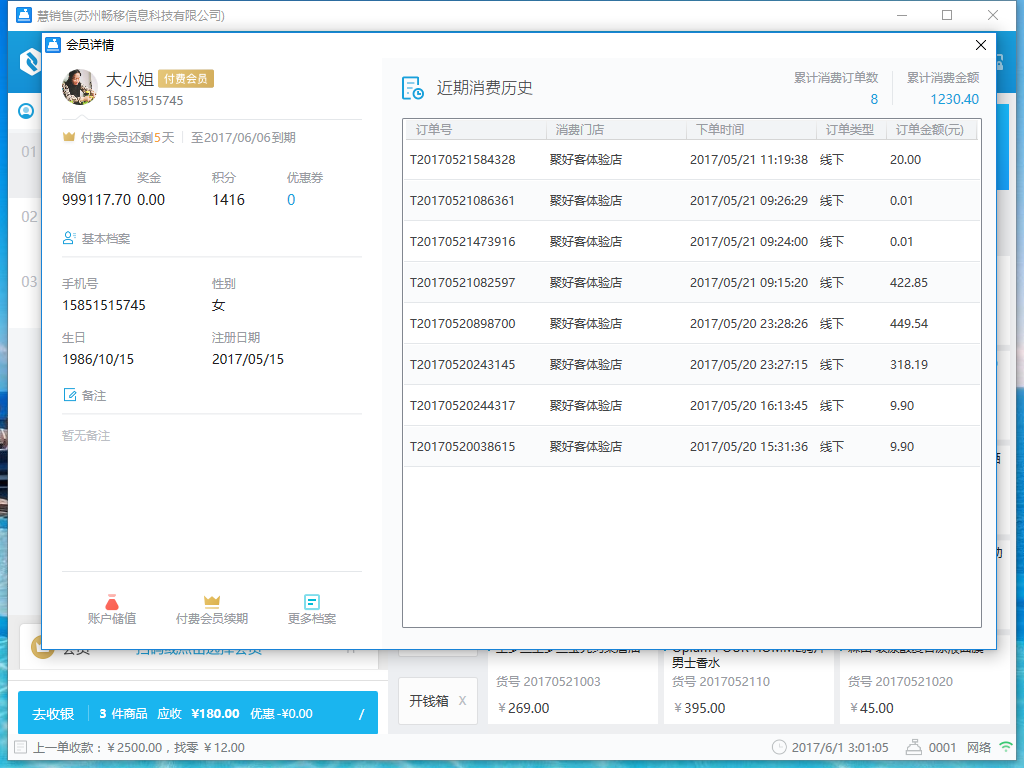 慧销售(苏州畅移信息科技有限公司)
会员详情
大小姐 付费会员
15851515745
付费会员还剩5天 至2017/06/06到期
储值 奖金 积分 优惠券
999117.70 0.00 1416 0
基本档案
手机号 性别
15851515745 女
生日 注册日期
1986/10/15 2017/05/15
备注
暂无备注
账户储值 付费会员续期 更多档案
近期消费历史
累计消费订单数 累计消费金额
8 1230.40
订单号 消费门店 下单时间 订单类型 订单金额(元)
T20170521584328 聚好客体验店 2017/05/21 11:19:38 线下 20.00
T20170521086361 聚好客体验店 2017/05/21 09:26:29 线下 0.01
T20170521473916 聚好客体验店 2017/05/21 09:24:00 线下 0.01
T20170521082597 聚好客体验店 2017/05/21 09:15:20 线下 422.85
T20170520898700 聚好客体验店 2017/05/20 23:28:26 线下 449.54
T20170520243145 聚好客体验店 2017/05/20 23:27:15 线下 318.19
T20170520244317 聚好客体验店 2017/05/20 16:13:45 线下 9.90
T20170520038615 聚好客体验店 2017/05/20 15:31:36 线下 9.90
01
02
03
会员 扫码或点击选择会员
男士香水
货号 20170521003 货号 2017052110 货号 20170521020
开钱箱 X ￥269.00 ￥395.00 ￥45.00
去收银 3 件商品 应收 ¥180.00 优惠 -¥0.00 /
上一单收款：￥2500.00，找零 ￥12.00
2017/6/1 3:01:05 0001 网络